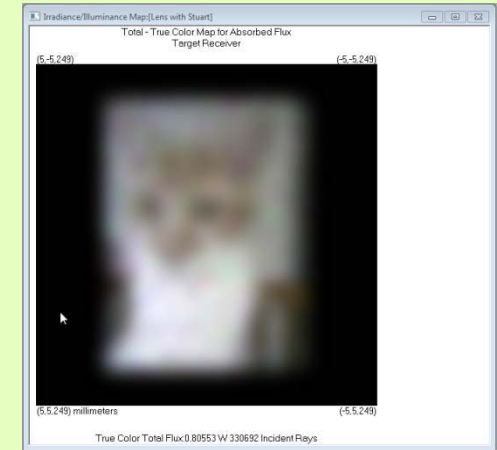 Irradiance/Illuminance Map:[Lens with Stuart]
Total - True Color Map for Absorbed Flux
Target Receiver
(5,-5,249) (-5,-5,249)
(5,5,249) millimeters (-5,5,249)
True Color Total Flux:0.80553 W 330692 Incident Rays